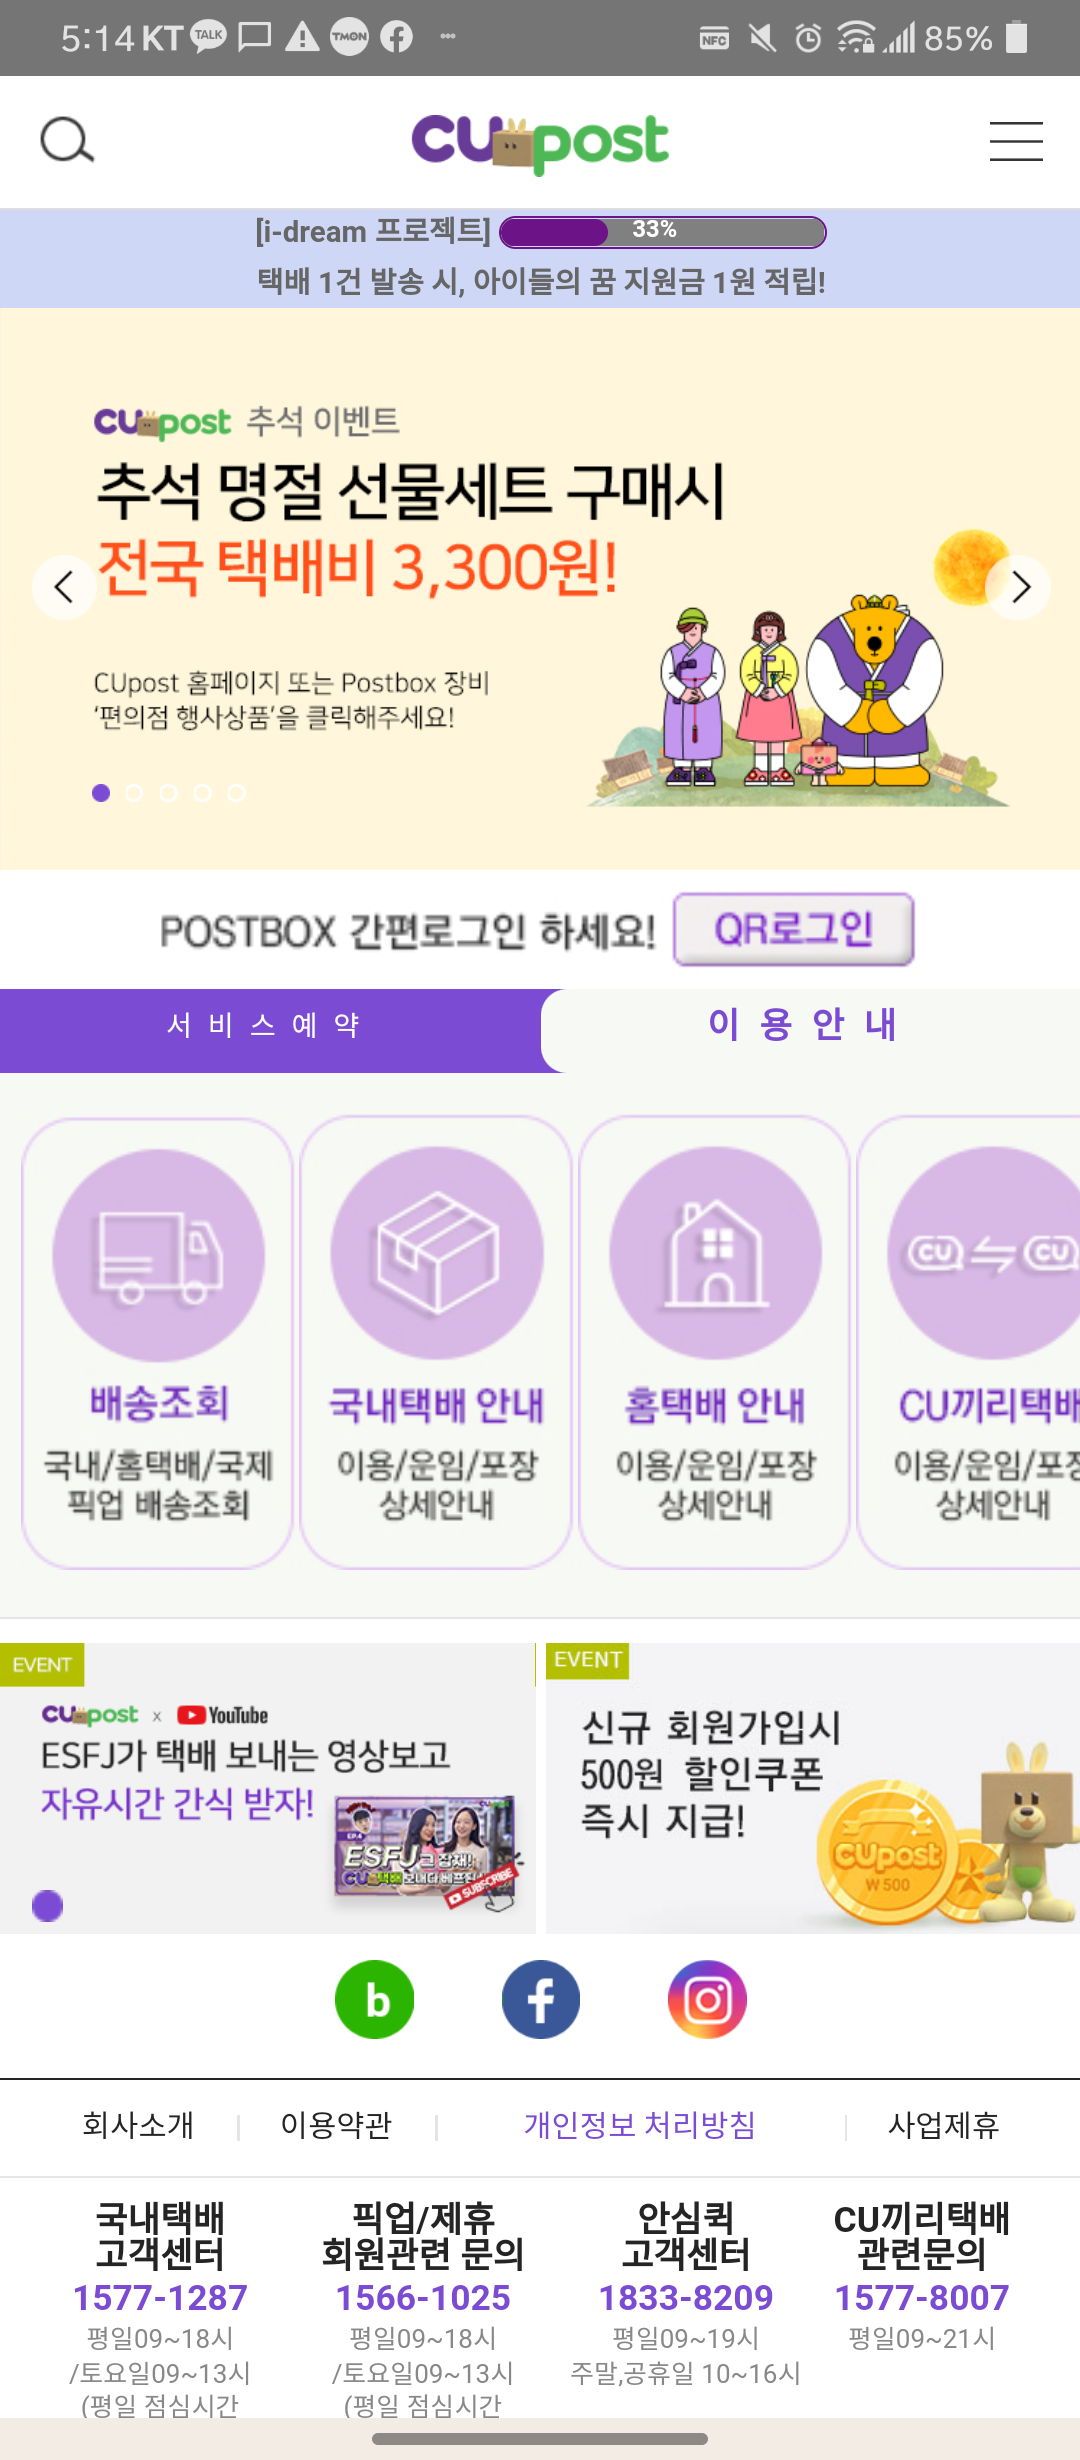 5:14 KT TALK TMON NFC 85%
CUpost
[i-dream 프로젝트] 33%
택배 1건 발송 시, 아이들의 꿈 지원금 1원 적립!
CUpost 추석 이벤트
추석 명절 선물세트 구매시
전국 택배비 3,300원!
CUpost 홈페이지 또는 Postbox 장비
‘편의점 행사상품’을 클릭해주세요!
POSTBOX 간편로그인 하세요! QR로그인
서비스예약 이용안내
CU CU
배송조회 국내택배 안내 홈택배 안내 CU끼리택배
국내/홈택배/국제 이용/운임/포장 이용/운임/포장 이용/운임/포장
픽업 배송조회 상세안내 상세안내 상세안내
EVENT
CUpost x YouTube
ESFJ가 택배 보내는 영상보고
자유시간 간식 받자!
EP.4
ESFJ그 잡채!
SUBSCRIBE
EVENT
신규 회원가입시
500원 할인쿠폰
즉시 지급!
CUpost
₩ 500
b f
회사소개 이용약관 개인정보 처리방침 사업제휴
국내택배
고객센터
1577-1287
평일09~18시
/토요일09~13시
(평일 점심시간
픽업/제휴
회원관련 문의
1566-1025
평일09~18시
/토요일09~13시
(평일 점심시간
안심퀵
고객센터
1833-8209
평일09~19시
주말,공휴일 10~16시
CU끼리택배
관련문의
1577-8007
평일09~21시